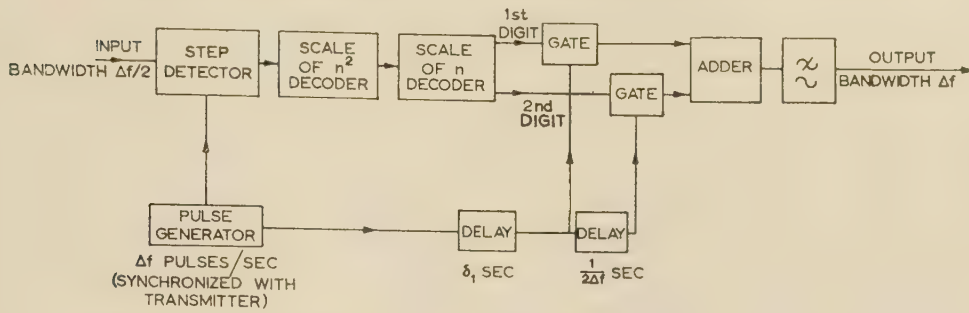 INPUT
BANDWIDTH Δf/2
STEP
DETECTOR
SCALE
OF n²
DECODER
SCALE
OF n
DECODER
1st
DIGIT
GATE
2nd
DIGIT
GATE
ADDER
OUTPUT
BANDWIDTH Δf
PULSE
GENERATOR
Δf PULSES/SEC
(SYNCHRONIZED WITH
TRANSMITTER)
DELAY
δ₁ SEC
DELAY
1/2Δf SEC